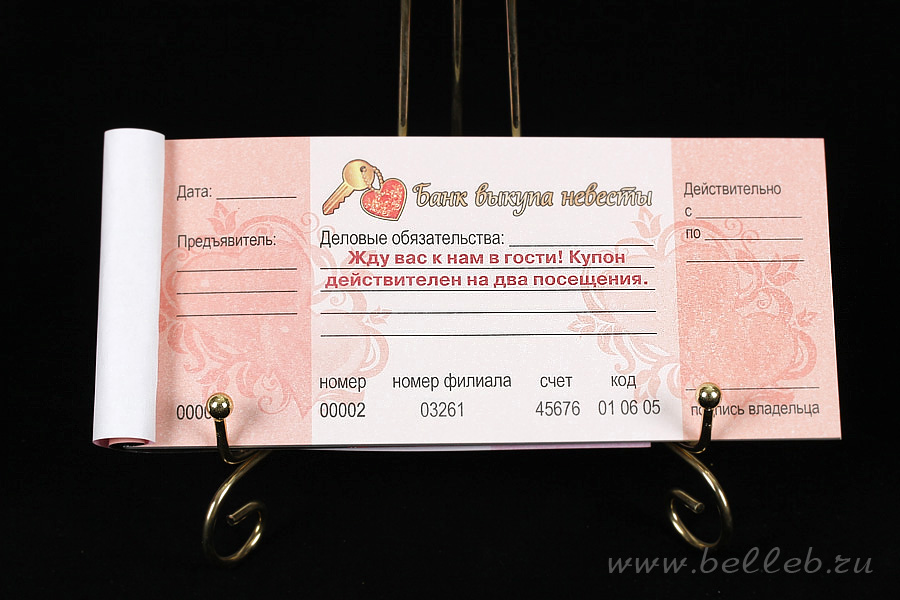 Дата:
Предъявитель:
Банк выкупа невесты
Деловые обязательства:
Жду вас к нам в гости! Купон
действителен на два посещения.
номер номер филиала счет код
00002 03261 45676 01 06 05
Действительно
с
по
подпись владельца
www.belleb.ru